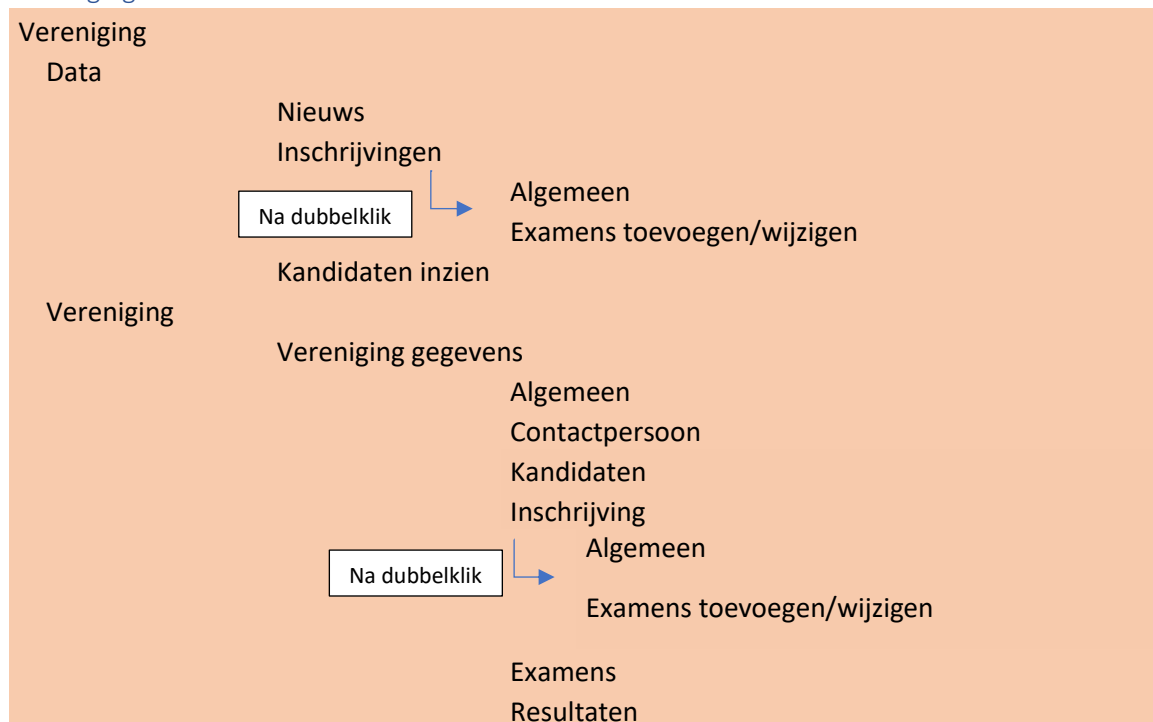 Vereniging
Data
Nieuws
Inschrijvingen
Na dubbelklik
Algemeen
Examens toevoegen/wijzigen
Kandidaten inzien
Vereniging
Vereniging gegevens
Algemeen
Contactpersoon
Kandidaten
Inschrijving
Na dubbelklik
Algemeen
Examens toevoegen/wijzigen
Examens
Resultaten